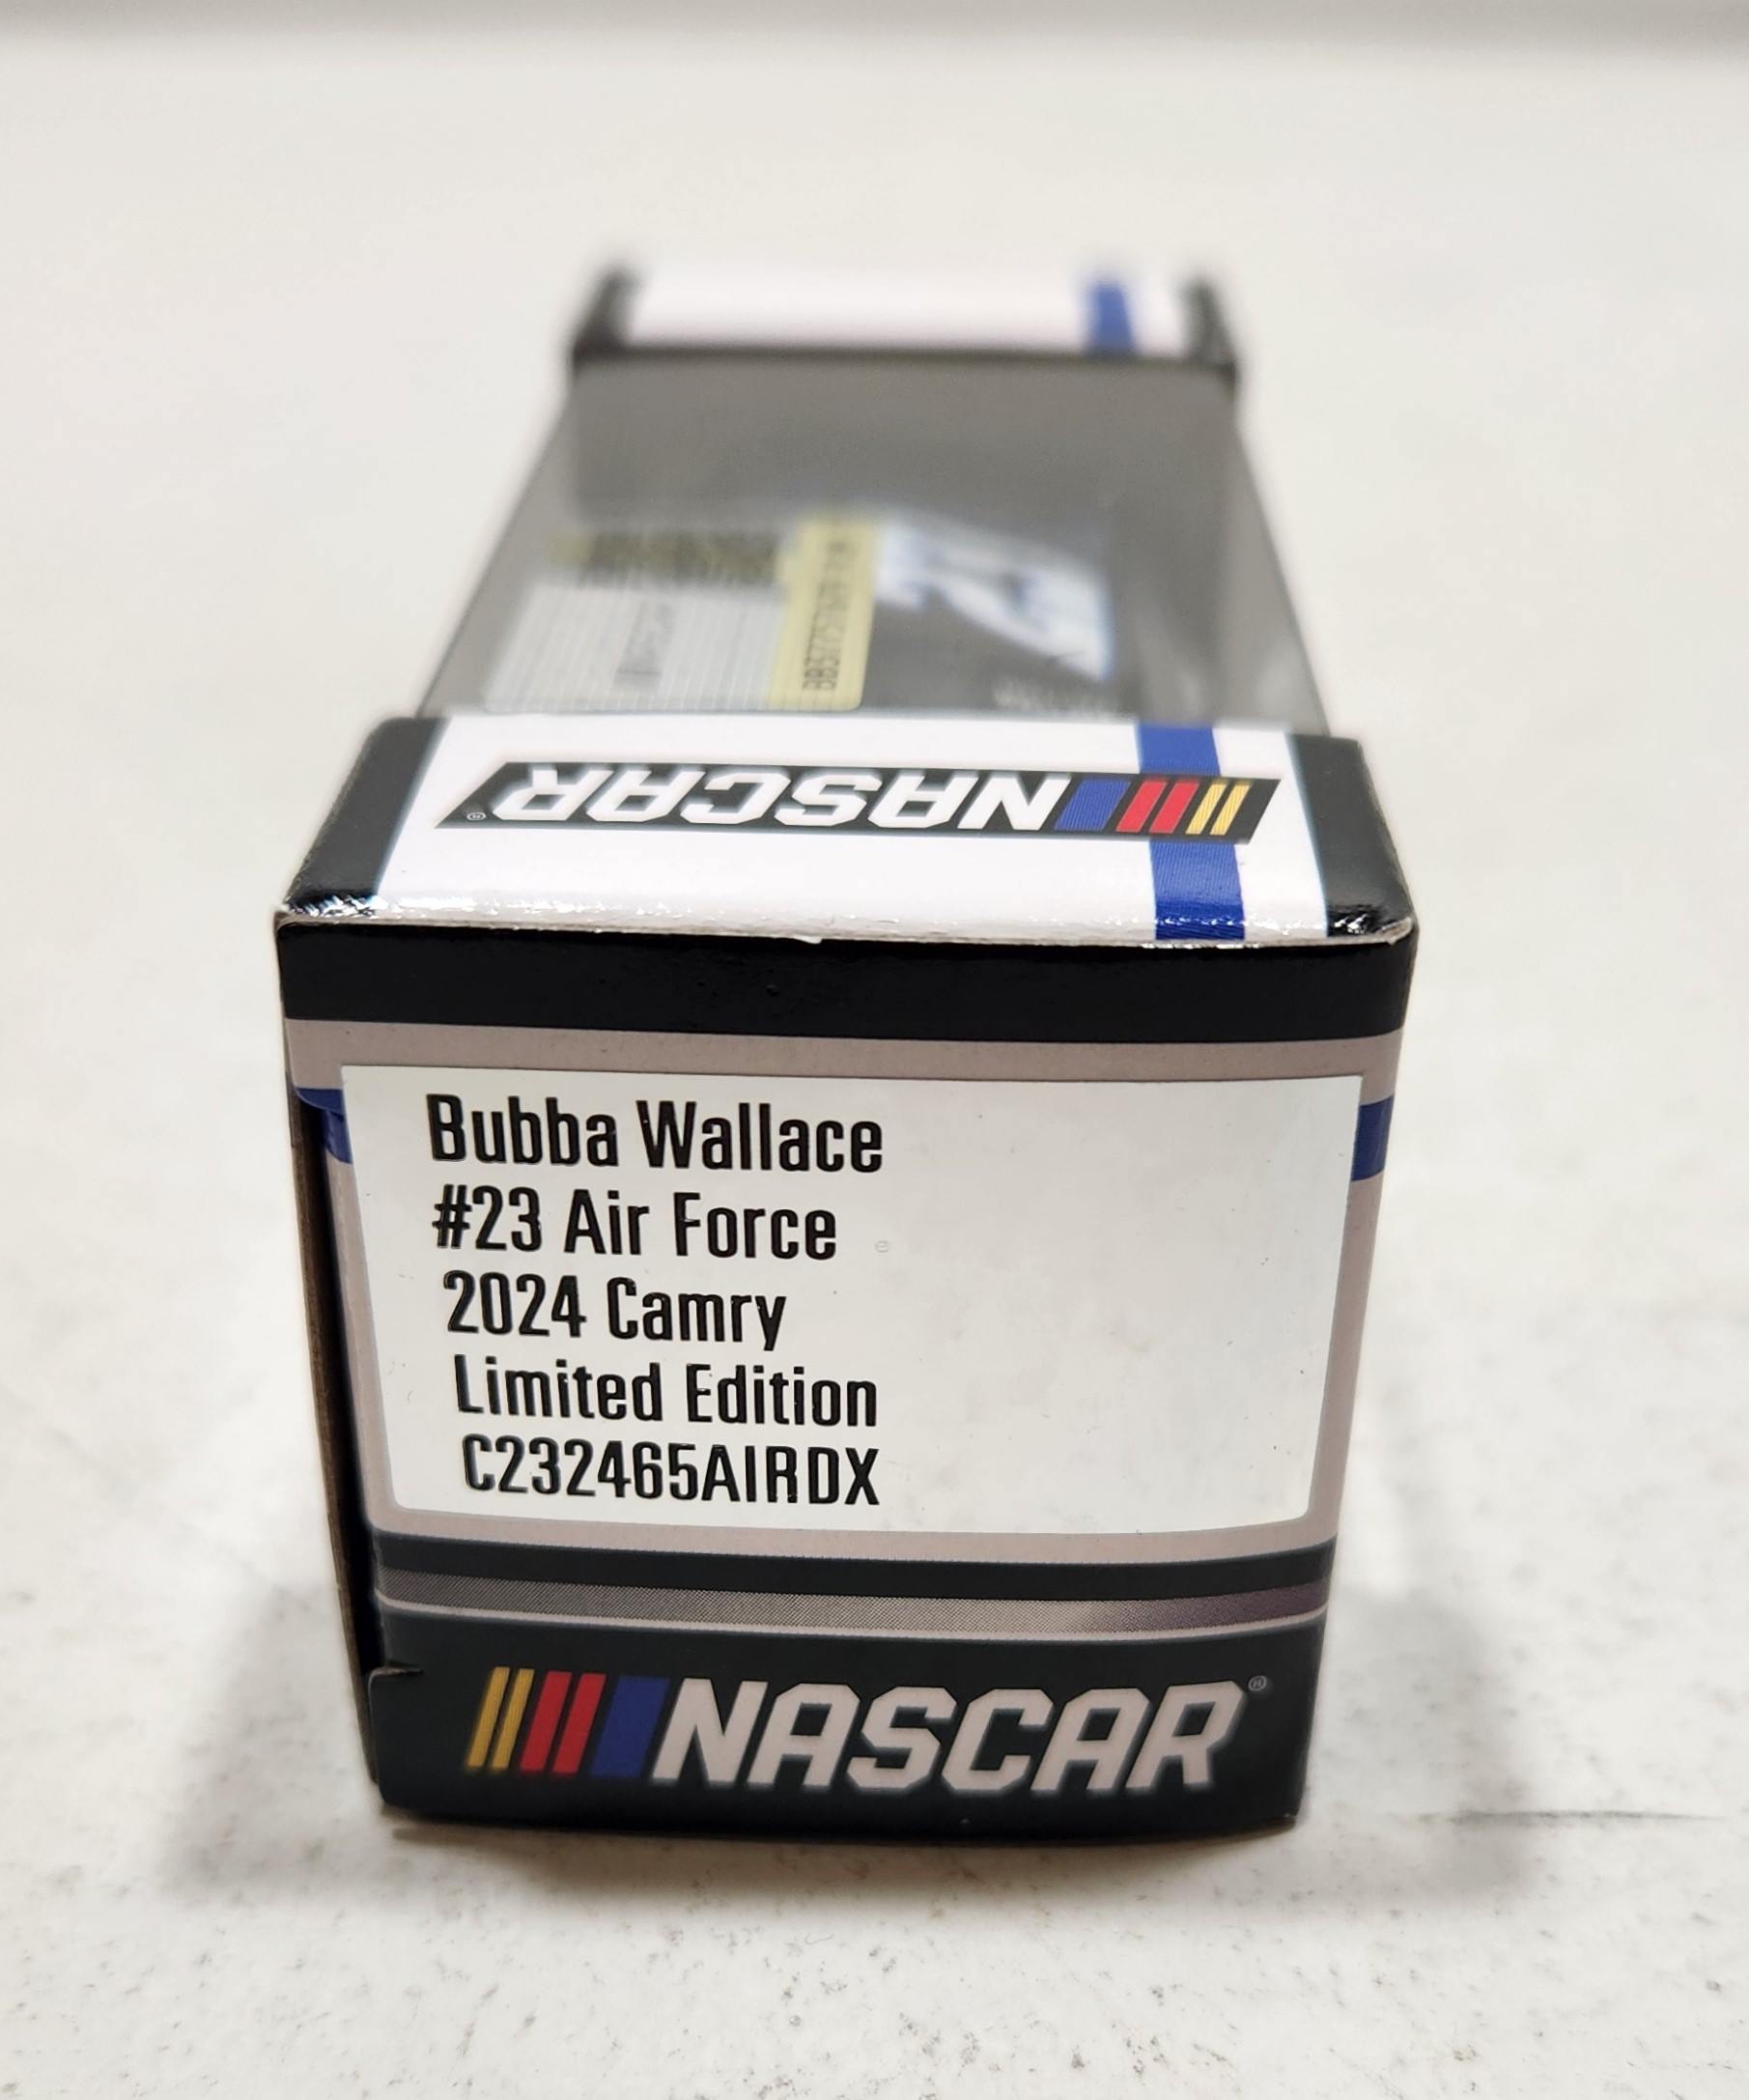 NASCAR®
Bubba Wallace
#23 Air Force
2024 Camry
Limited Edition
C232465AIRDX
NASCAR®